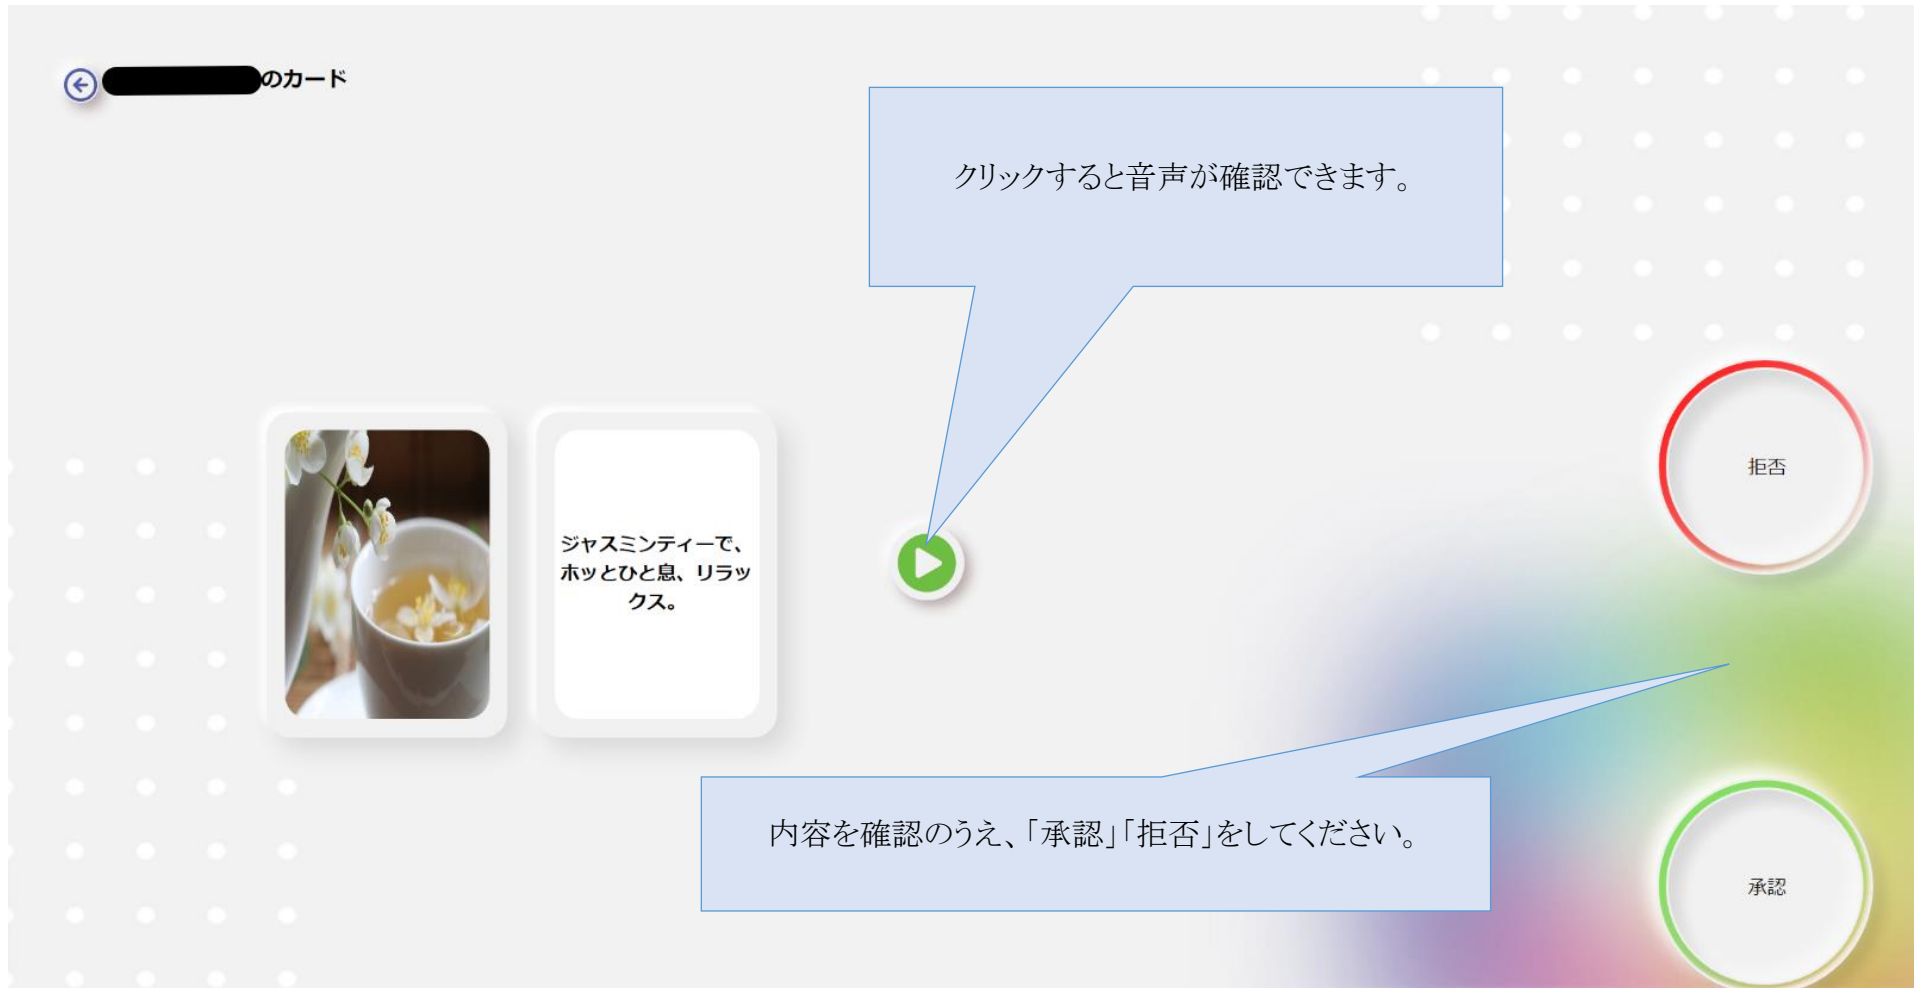 のカード
クリックすると音声が確認できます。
拒否
ジャスミンティーで、
ホッとひと息、リラッ
クス。
内容を確認のうえ、「承認」「拒否」をしてください。
承認